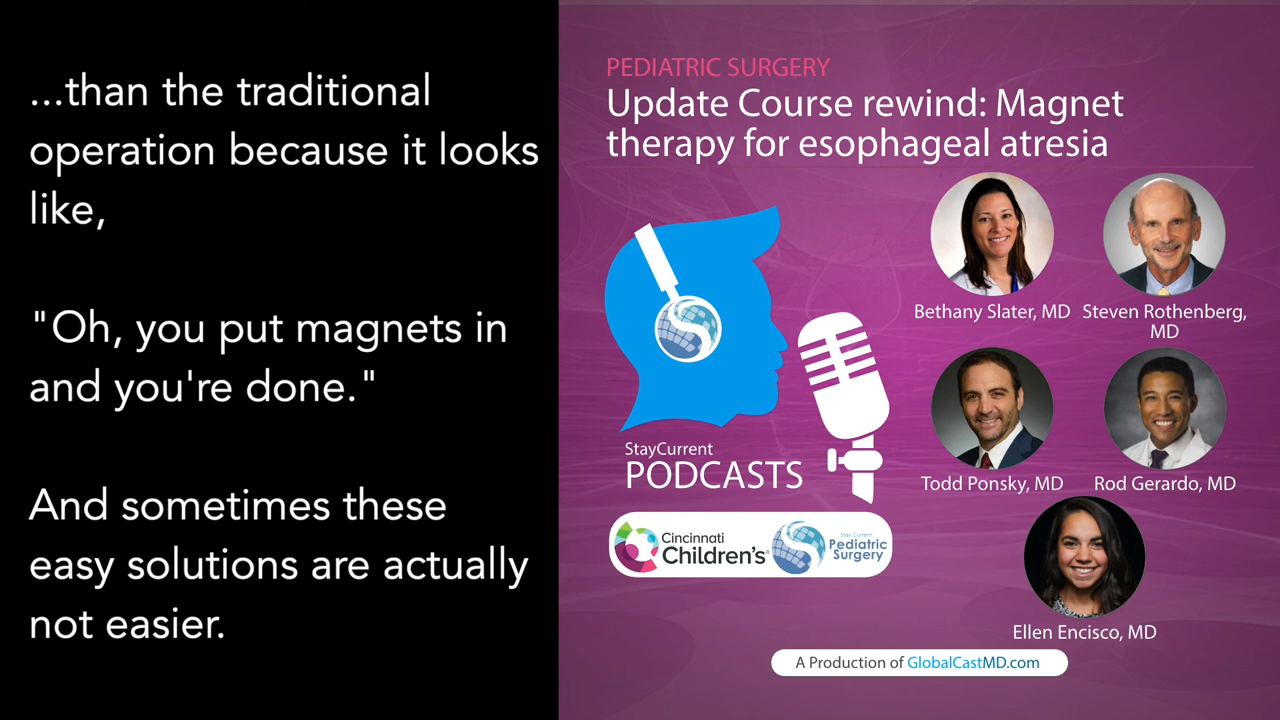 ...than the traditional
operation because it looks
like,
"Oh, you put magnets in
and you're done."
And sometimes these
easy solutions are actually
not easier.
PEDIATRIC SURGERY
Update Course rewind: Magnet
therapy for esophageal atresia
Bethany Slater, MD
Steven Rothenberg,
MD
Todd Ponsky, MD
Rod Gerardo, MD
Ellen Encisco, MD
StayCurrent
PODCASTS
Cincinnati
Children's
Stay Current
Pediatric
Surgery
A Production of GlobalCastMD.com